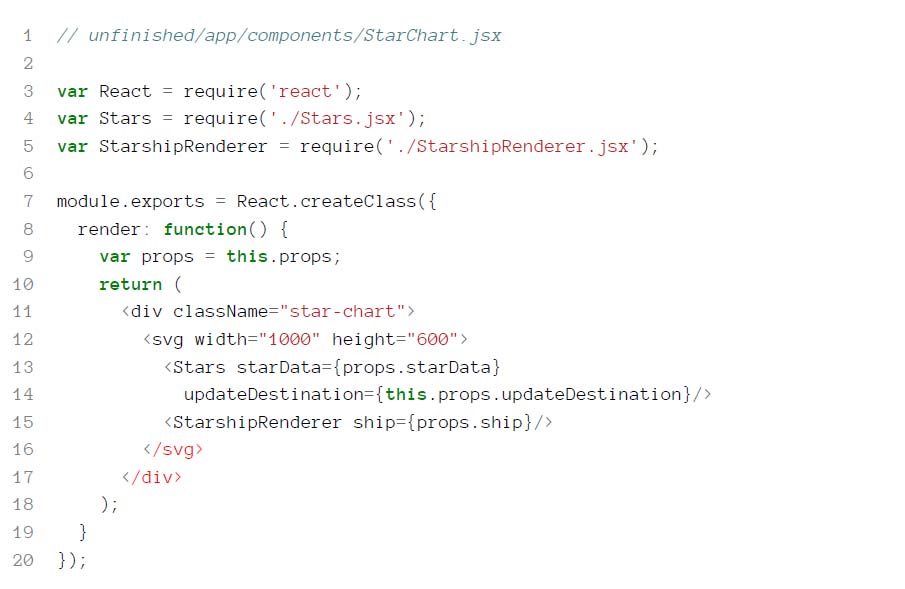 1 // unfinished/app/components/StarChart.jsx
2
3 var React = require('react');
4 var Stars = require('./Stars.jsx');
5 var StarshipRenderer = require('./StarshipRenderer.jsx');
6
7 module.exports = React.createClass({
8   render: function() {
9     var props = this.props;
10     return (
11       <div className="star-chart">
12         <svg width="1000" height="600">
13           <Stars starData={props.starData}
14             updateDestination={this.props.updateDestination}/>
15           <StarshipRenderer ship={props.ship}/>
16         </svg>
17       </div>
18     );
19   }
20 });